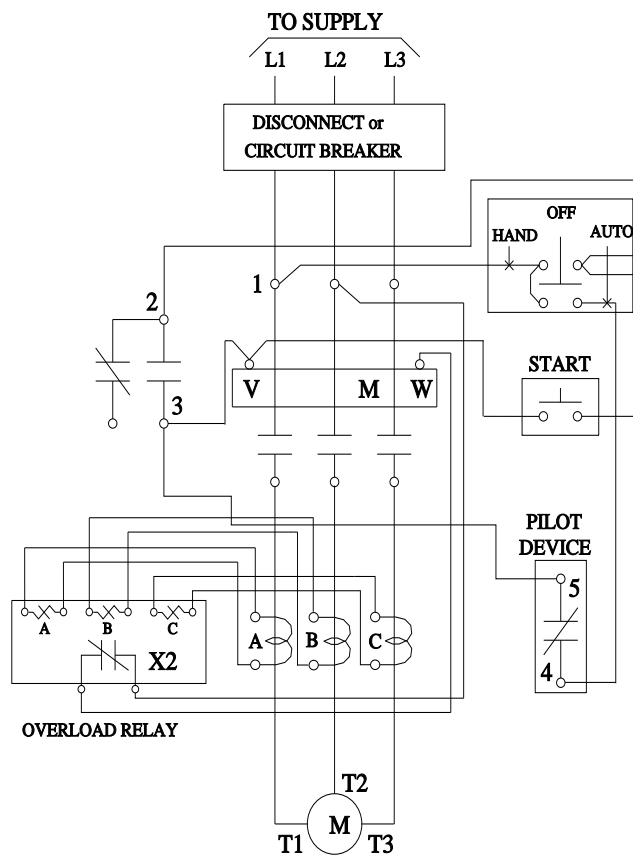 TO SUPPLY
L1 L2 L3
DISCONNECT or
CIRCUIT BREAKER
OFF
HAND AUTO
1
2
START
V M W
3
PILOT
DEVICE
5
A B C
A B C
X2
4
OVERLOAD RELAY
T2
M
T1 T3